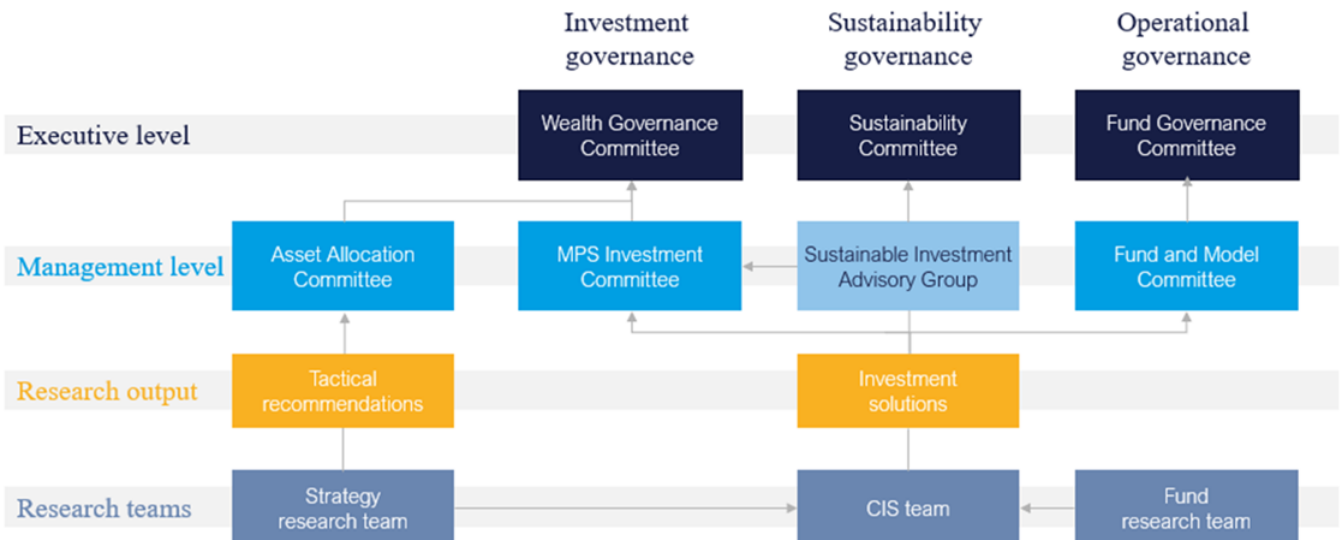 Investment
governance
Sustainability
governance
Operational
governance
Executive level
Wealth Governance
Committee
Sustainability
Committee
Fund Governance
Committee
Management level
Asset Allocation
Committee
MPS Investment
Committee
Sustainable Investment
Advisory Group
Fund and Model
Committee
Research output
Tactical
recommendations
Investment
solutions
Research teams
Strategy
research team
CIS team
Fund
research team